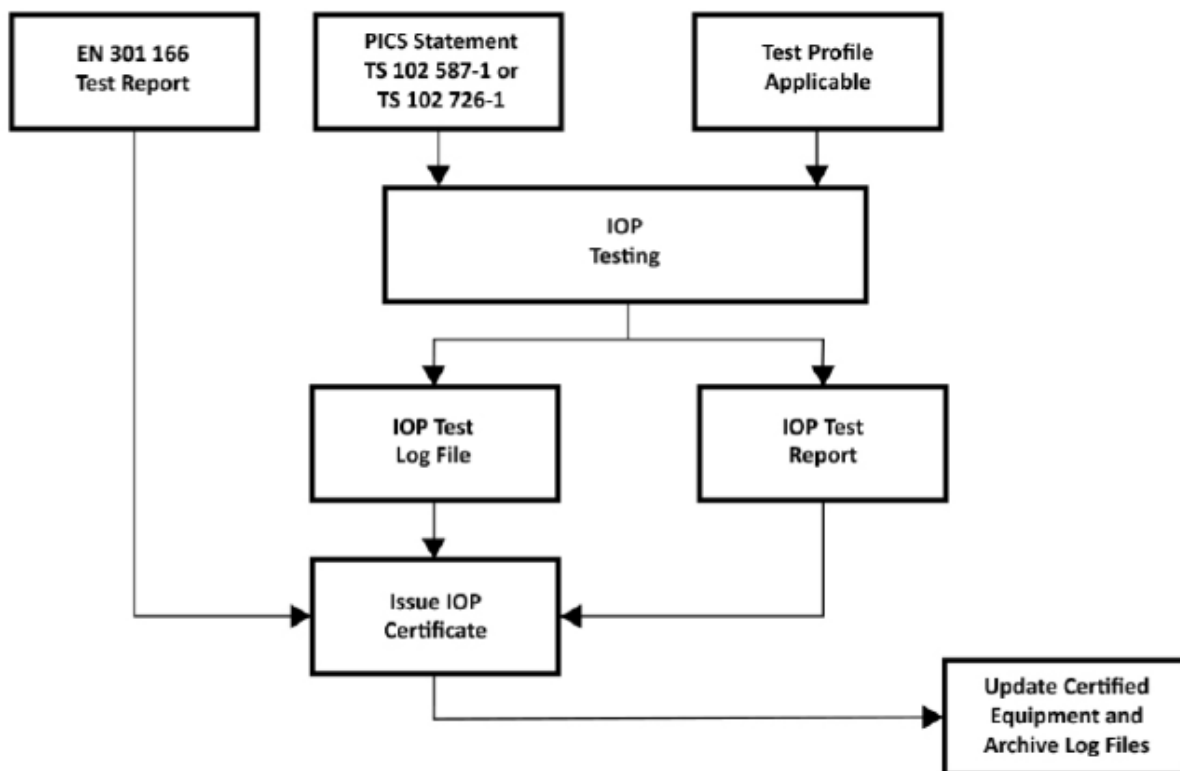 EN 301 166
Test Report
PICS Statement
TS 102 587-1 or
TS 102 726-1
Test Profile
Applicable
IOP
Testing
IOP Test
Log File
IOP Test
Report
Issue IOP
Certificate
Update Certified
Equipment and
Archive Log Files